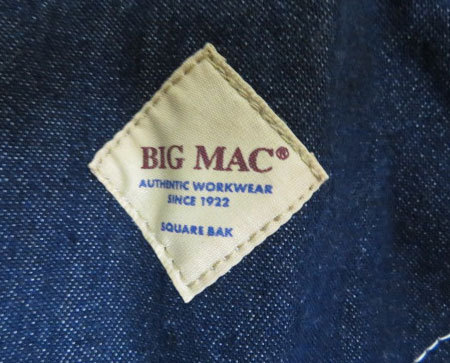 BIG MAC®
AUTHENTIC WORKWEAR
SINCE 1922
SQUARE BAK